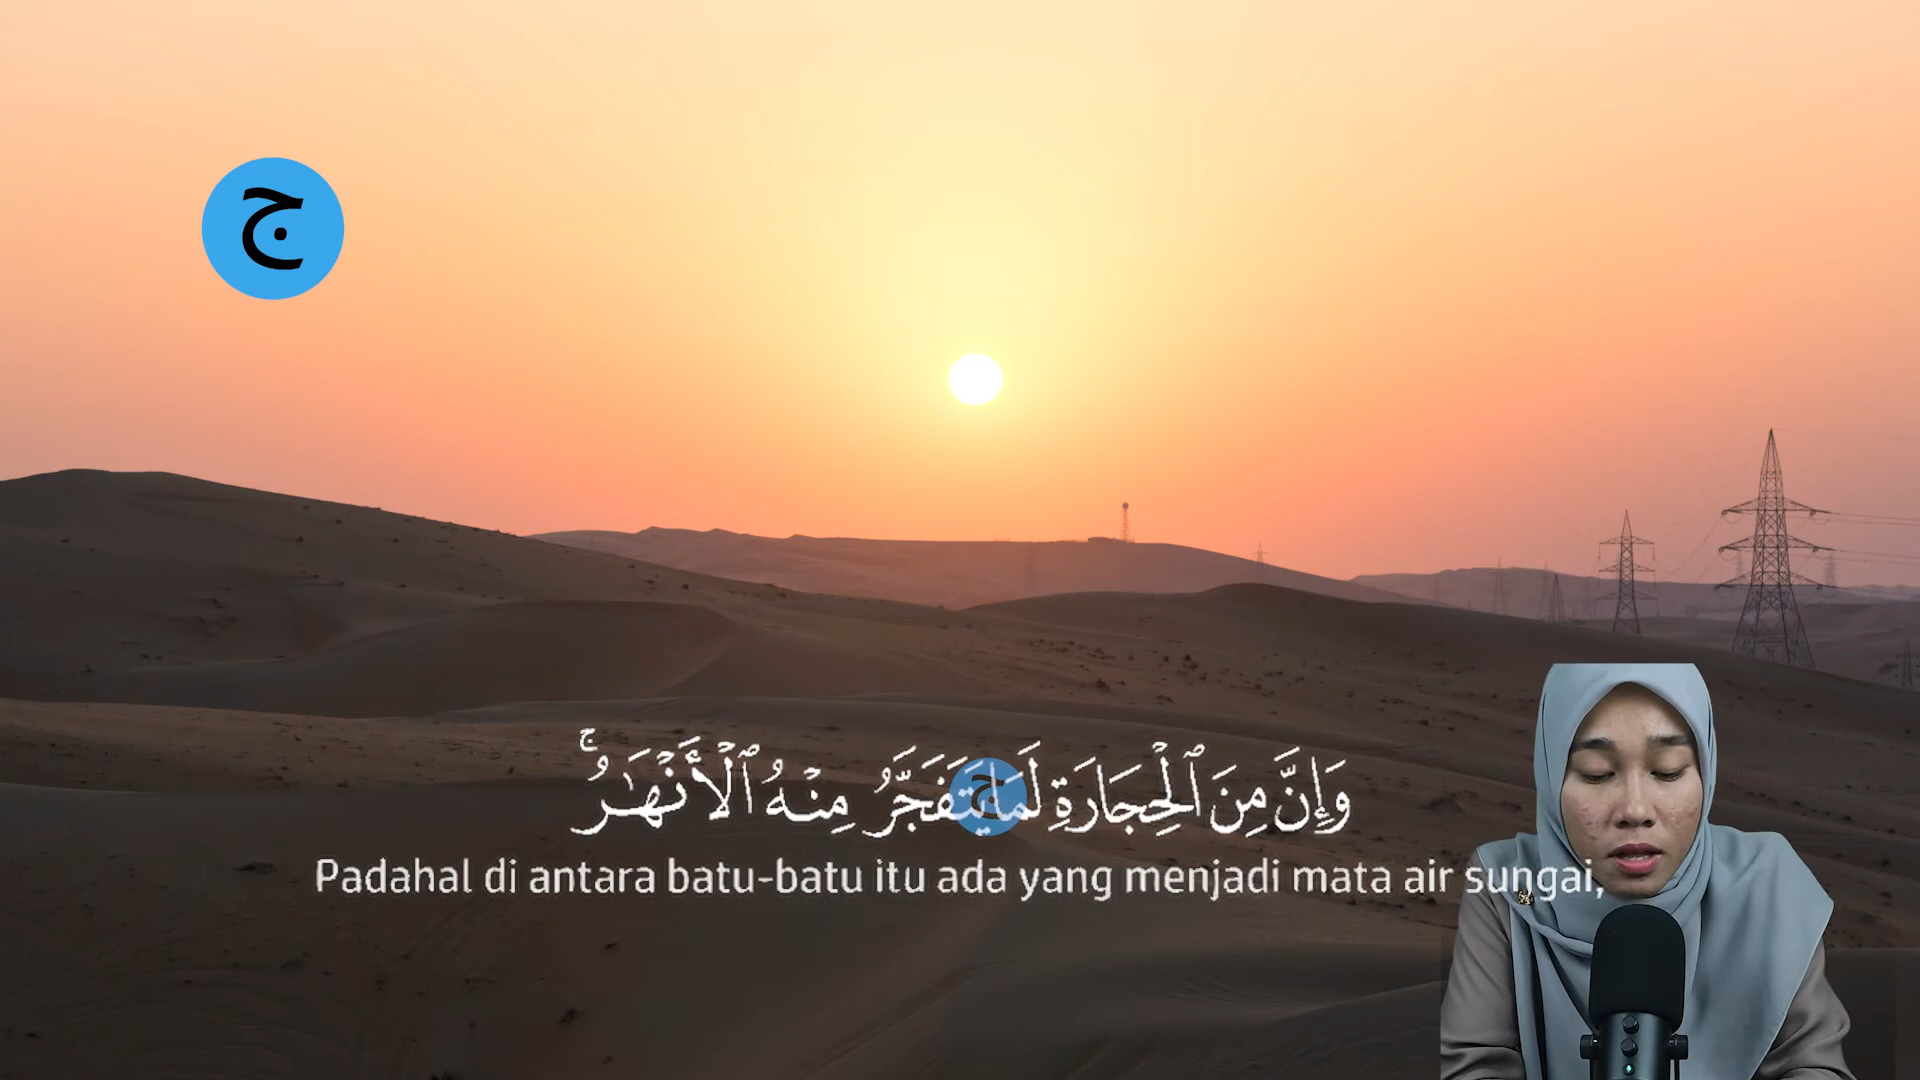 ج
وَإِنَّ مِنَ ٱلْحِجَارَةِ لَمَا يَتَفَجَّرُ مِنْهُ ٱلْأَنْهَـٰرُ ۚ
ج
Padahal di antara batu-batu itu ada yang menjadi mata air sungai,